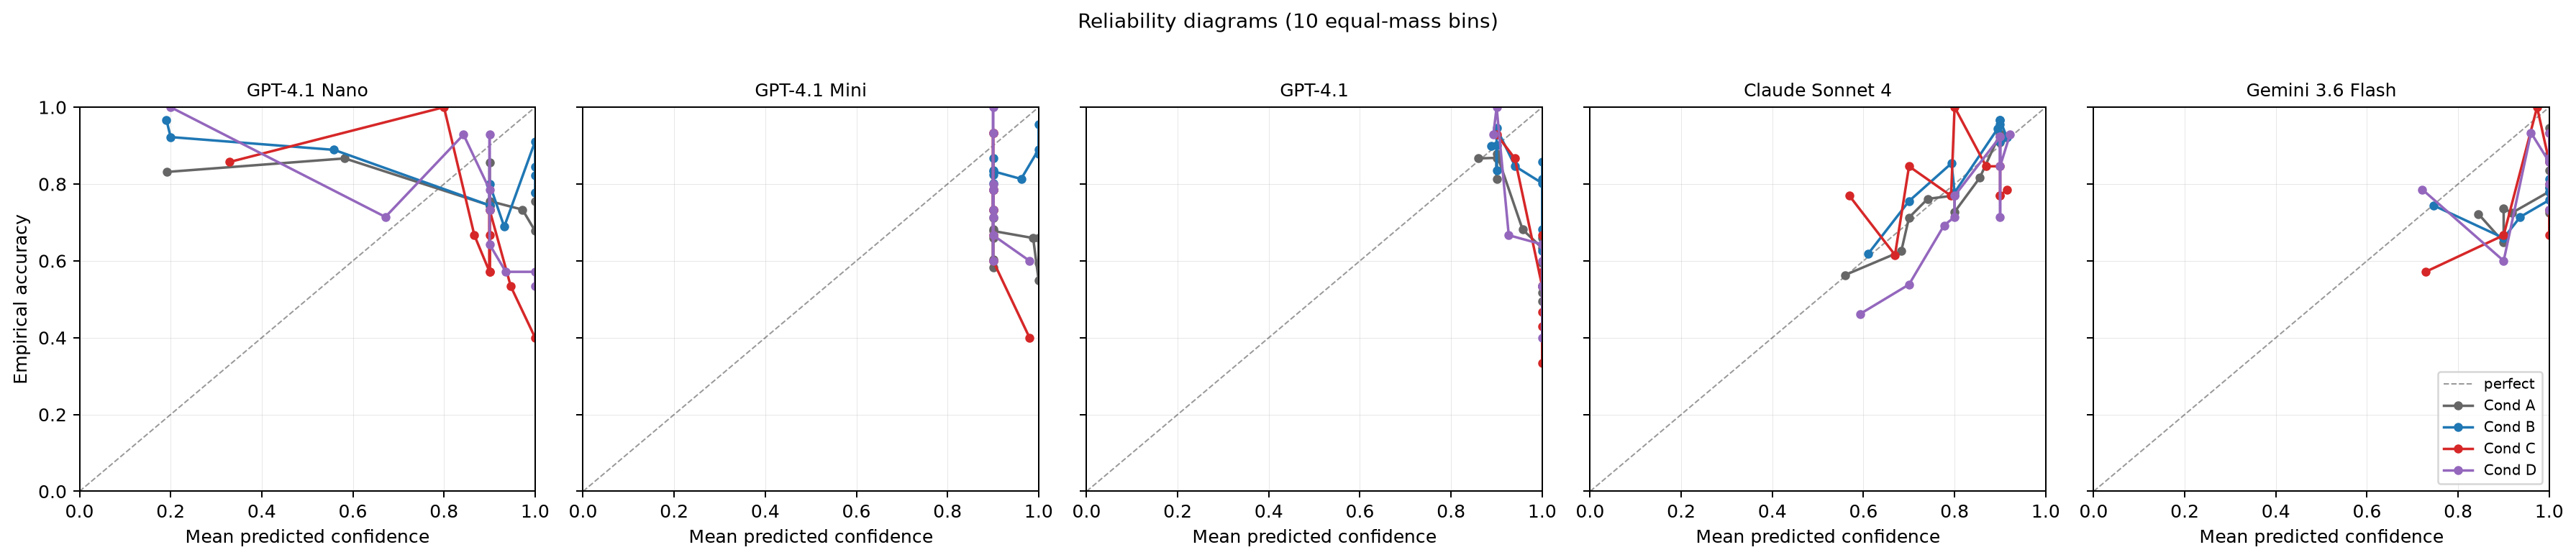 Reliability diagrams (10 equal-mass bins)
GPT-4.1 Nano
GPT-4.1 Mini
GPT-4.1
Claude Sonnet 4
Gemini 3.6 Flash
Empirical accuracy
1.0
0.8
0.6
0.4
0.2
0.0
0.0 0.2 0.4 0.6 0.8 1.0
0.0 0.2 0.4 0.6 0.8 1.0
0.0 0.2 0.4 0.6 0.8 1.0
0.0 0.2 0.4 0.6 0.8 1.0
0.0 0.2 0.4 0.6 0.8 1.0
Mean predicted confidence
Mean predicted confidence
Mean predicted confidence
Mean predicted confidence
Mean predicted confidence
perfect
Cond A
Cond B
Cond C
Cond D